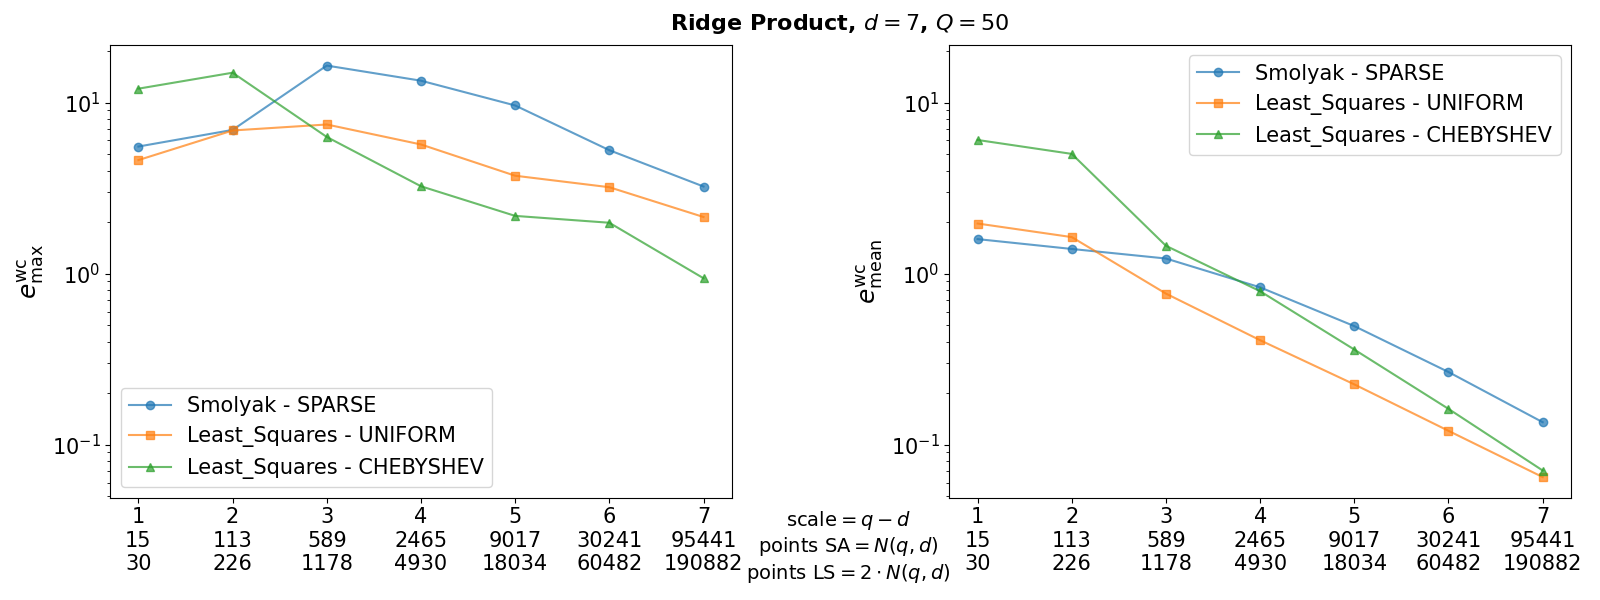 Ridge Product, d = 7, Q = 50
e^wc_max
10^1
10^0
10^−1
Smolyak - SPARSE
Least_Squares - UNIFORM
Least_Squares - CHEBYSHEV
1 2 3 4 5 6 7
15 113 589 2465 9017 30241 95441
30 226 1178 4930 18034 60482 190882
scale = q − d
points SA = N(q, d)
points LS = 2 · N(q, d)
e^wc_mean
10^1
10^0
10^−1
Smolyak - SPARSE
Least_Squares - UNIFORM
Least_Squares - CHEBYSHEV
1 2 3 4 5 6 7
15 113 589 2465 9017 30241 95441
30 226 1178 4930 18034 60482 190882